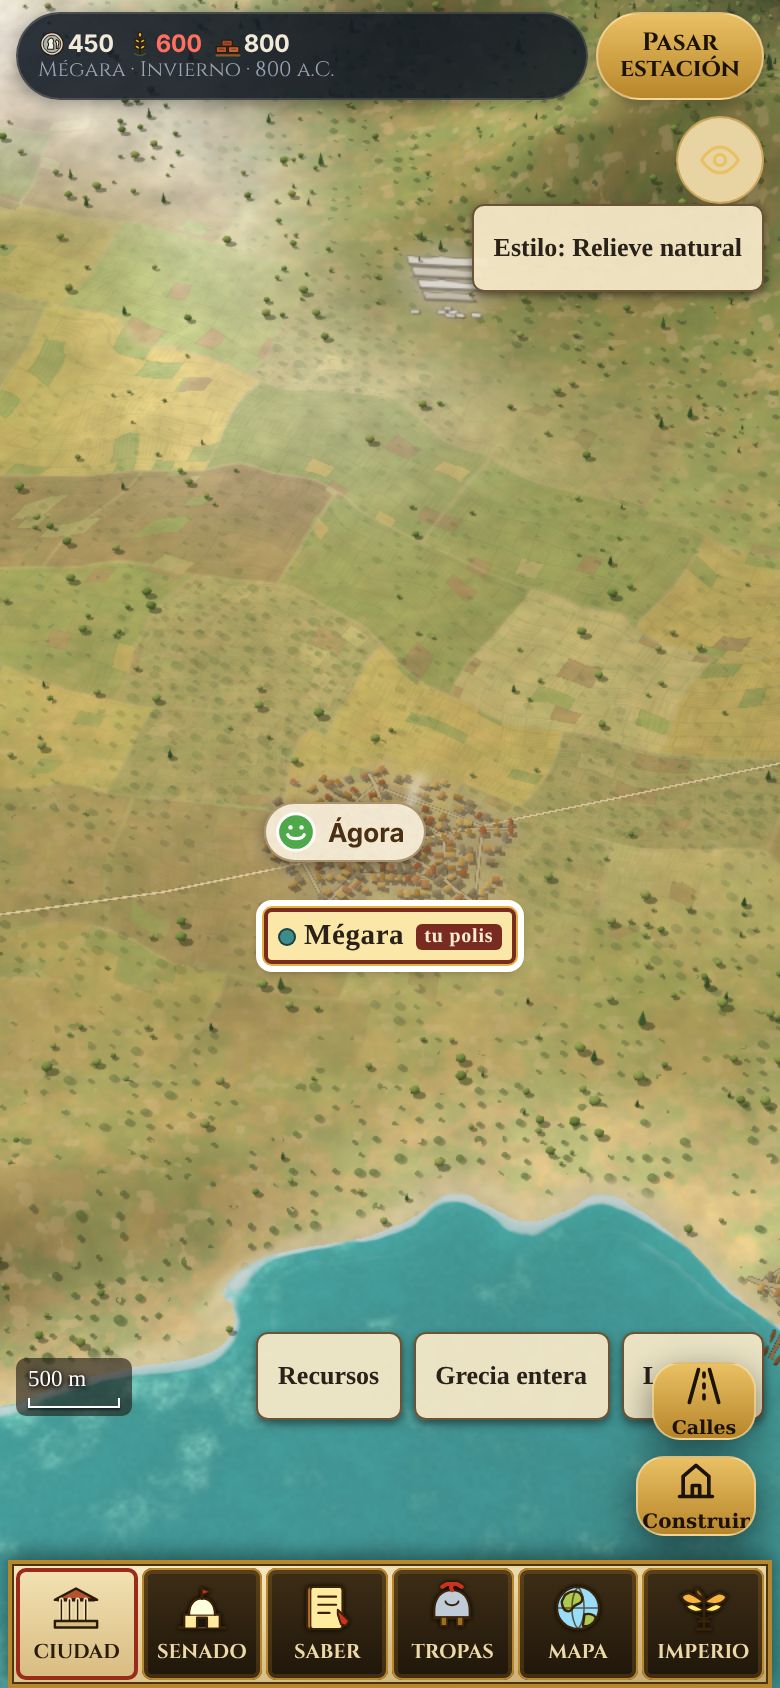 450 600 800
MÉGARA · INVIERNO · 800 A.C.
PASAR
ESTACIÓN
Estilo: Relieve natural
Ágora
Mégara tu polis
500 m
Recursos
Grecia entera
Calles
Construir
CIUDAD
SENADO
SABER
TROPAS
MAPA
IMPERIO